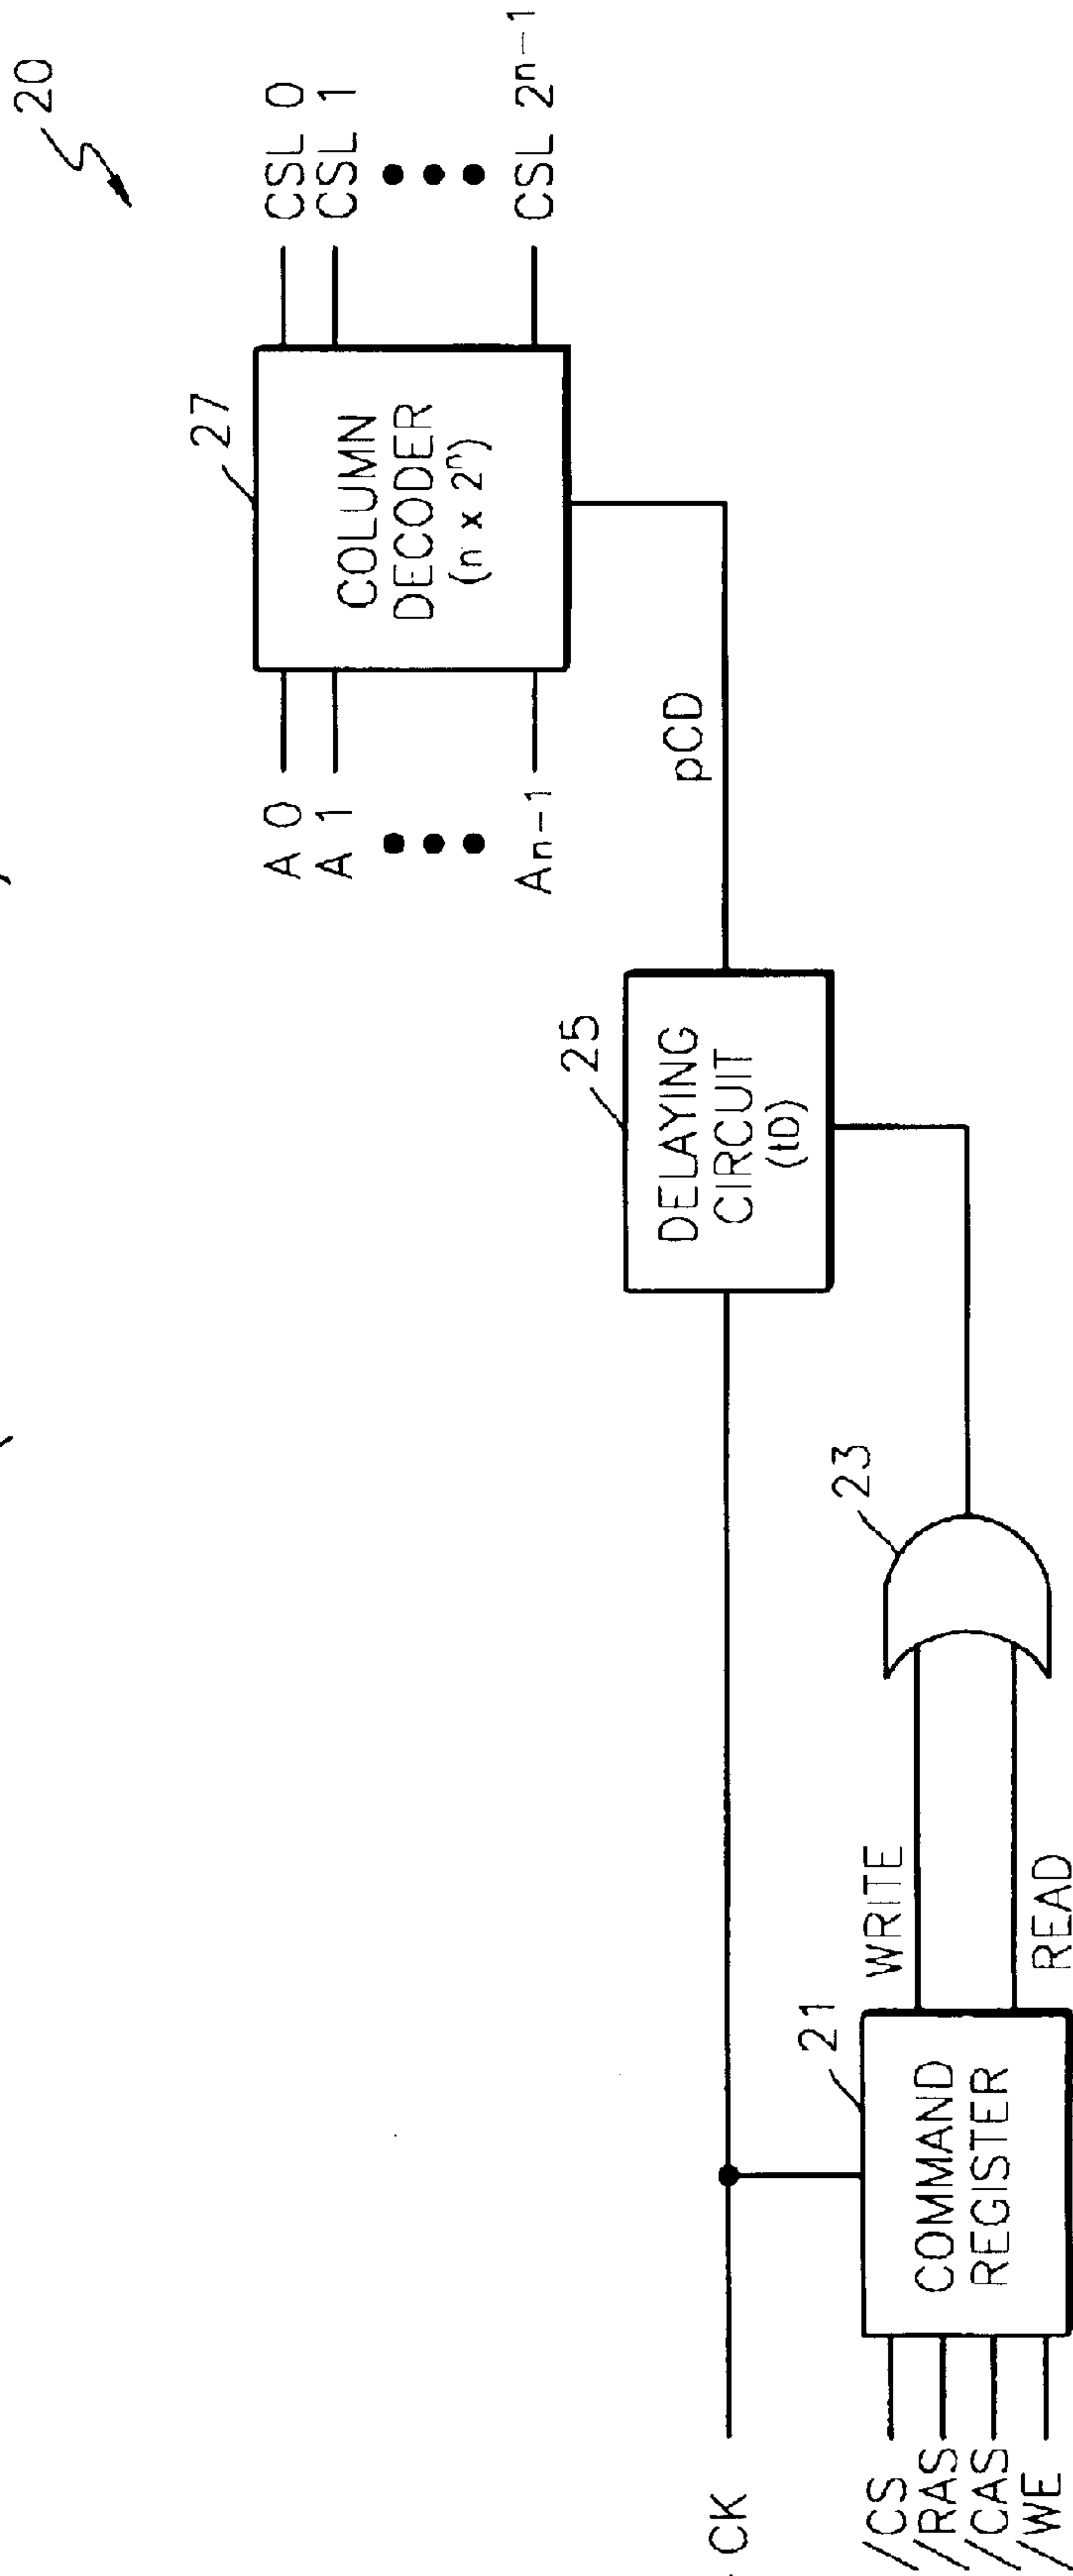 20
27
A 0
A 1
An-1
COLUMN
DECODER
(n x 2ⁿ)
CSL 0
CSL 1
CSL 2ⁿ⁻¹
pCD
25
DELAYING
CIRCUIT
(tD)
CK
23
21
WRITE
READ
/CS
/RAS
/CAS
/WE
COMMAND
REGISTER